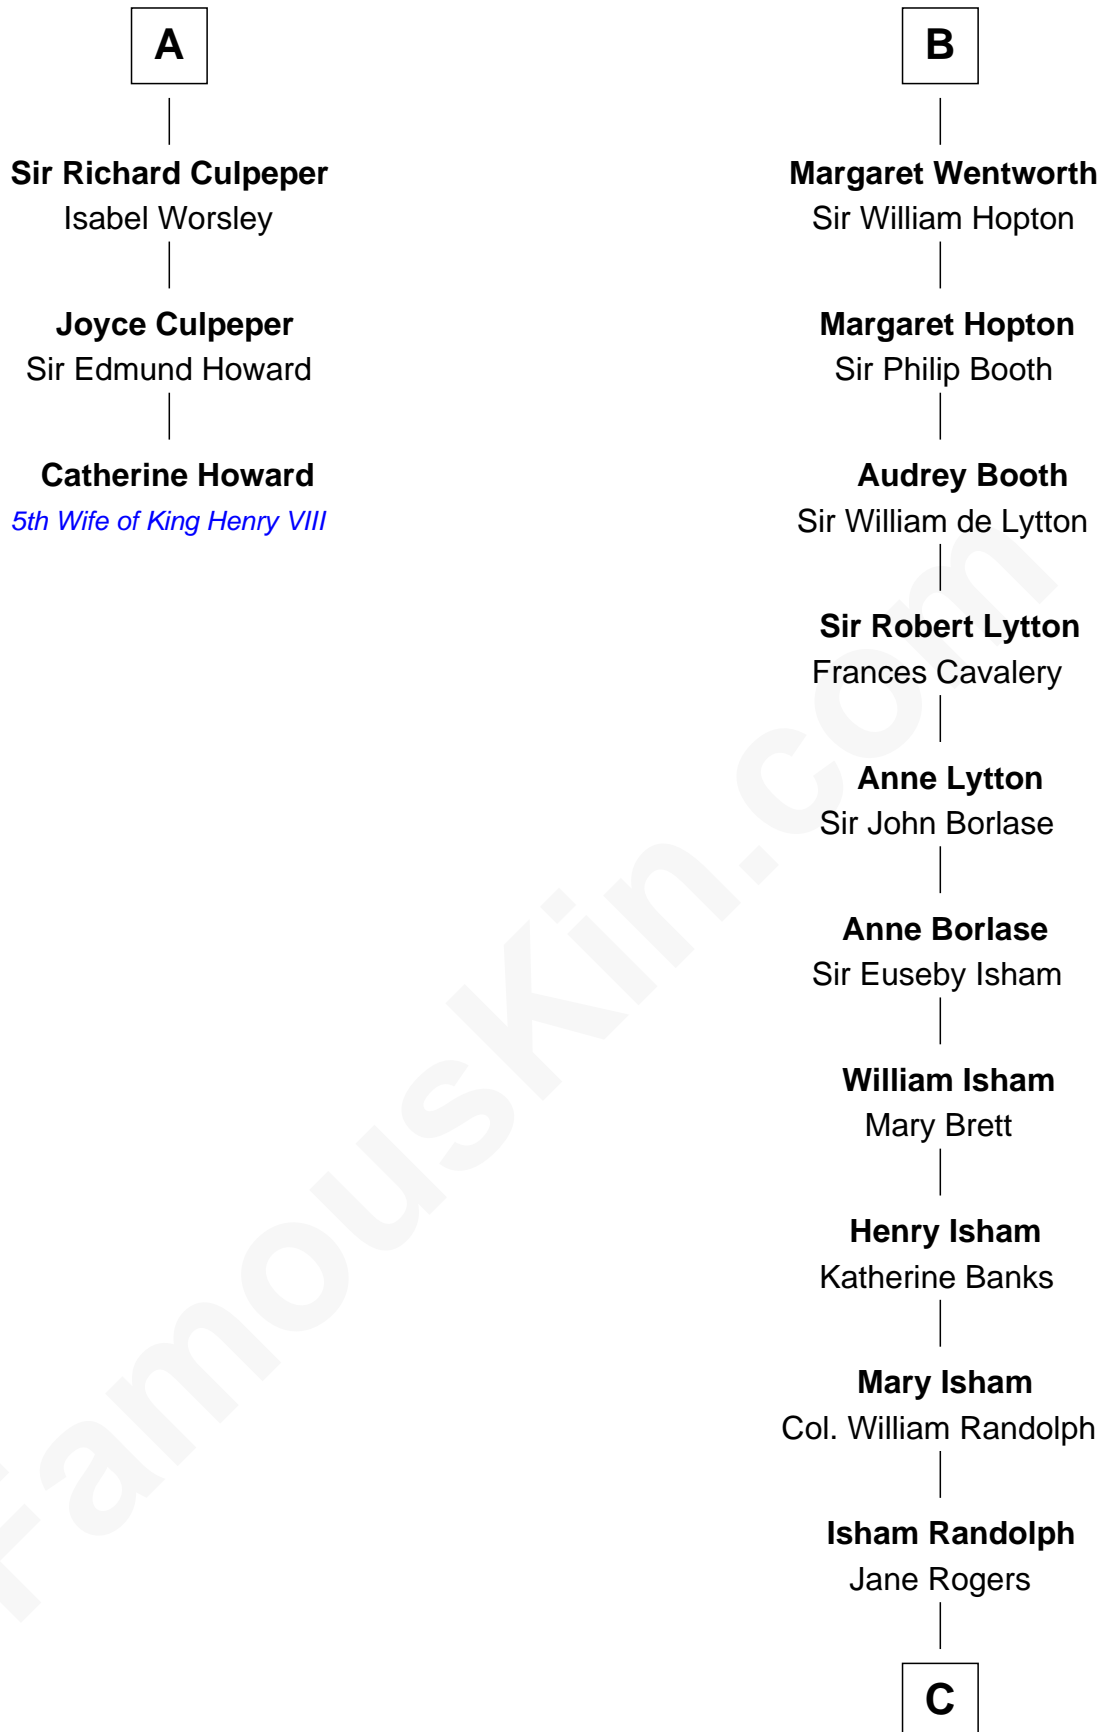 A
Sir Richard Culpeper
Isabel Worsley
Joyce Culpeper
Sir Edmund Howard
Catherine Howard
5th Wife of King Henry VIII
B
Margaret Wentworth
Sir William Hopton
Margaret Hopton
Sir Philip Booth
Audrey Booth
Sir William de Lytton
Sir Robert Lytton
Frances Cavalery
Anne Lytton
Sir John Borlase
Anne Borlase
Sir Euseby Isham
William Isham
Mary Brett
Henry Isham
Katherine Banks
Mary Isham
Col. William Randolph
Isham Randolph
Jane Rogers
C
FamousKin.com